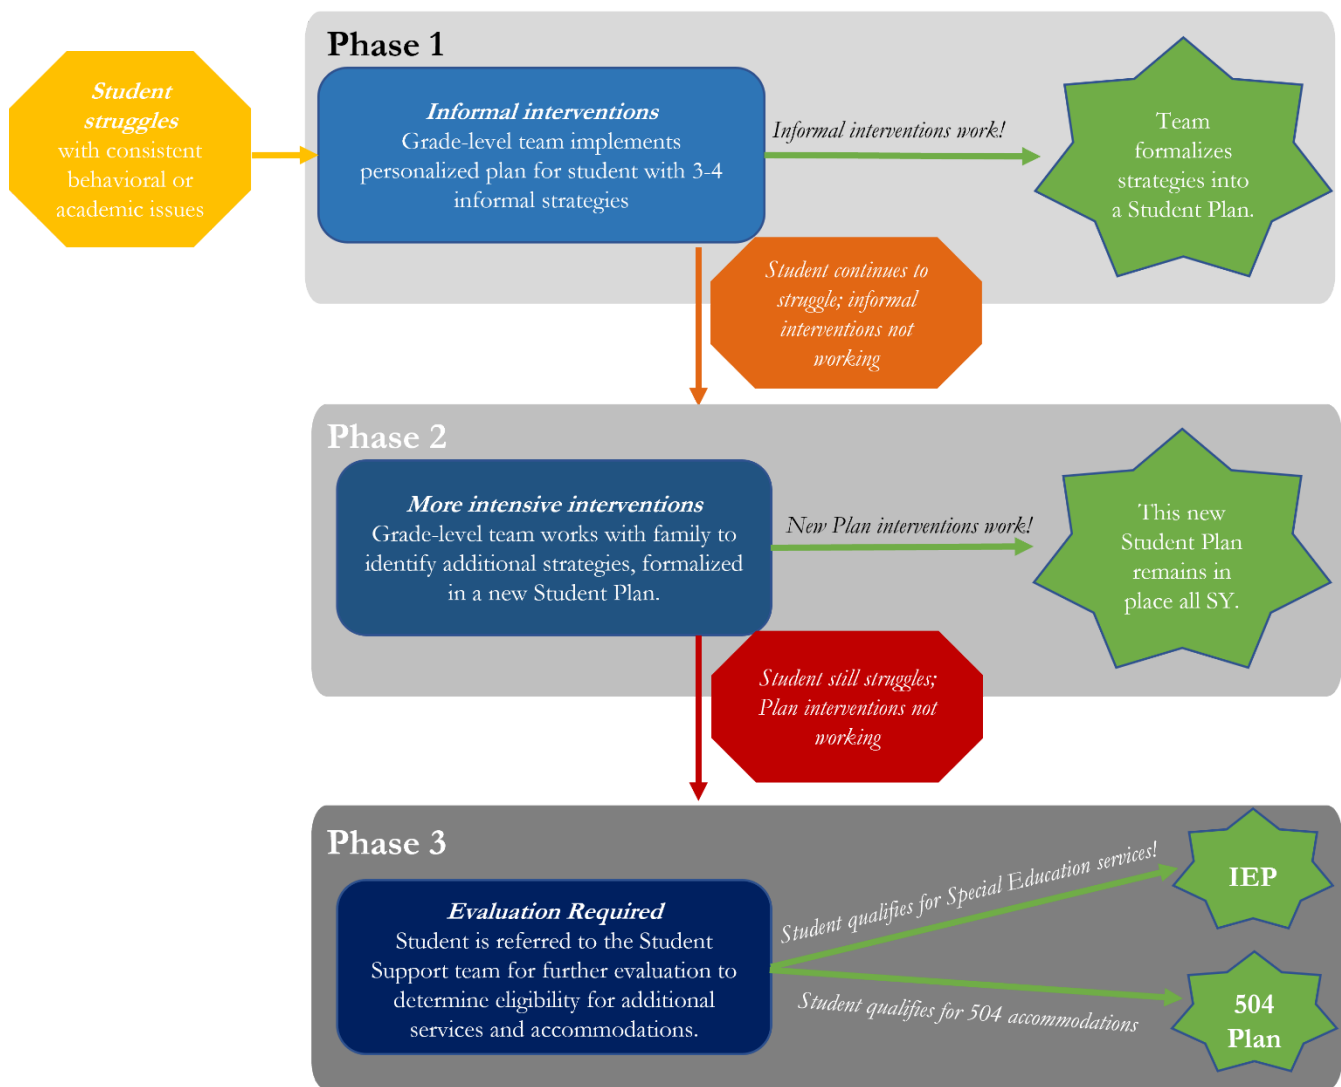 Phase 1
Student
struggles
with consistent
behavioral or
academic issues
Informal interventions
Grade-level team implements
personalized plan for student with 3-4
informal strategies
Informal interventions work!
Team
formalizes
strategies into
a Student Plan.
Student continues to
struggle; informal
interventions not
working
Phase 2
More intensive interventions
Grade-level team works with family to
identify additional strategies, formalized
in a new Student Plan.
New Plan interventions work!
This new
Student Plan
remains in
place all SY.
Student still struggles;
Plan interventions not
working
Phase 3
Evaluation Required
Student is referred to the Student
Support team for further evaluation to
determine eligibility for additional
services and accommodations.
Student qualifies for Special Education services!
IEP
Student qualifies for 504 accommodations
504
Plan